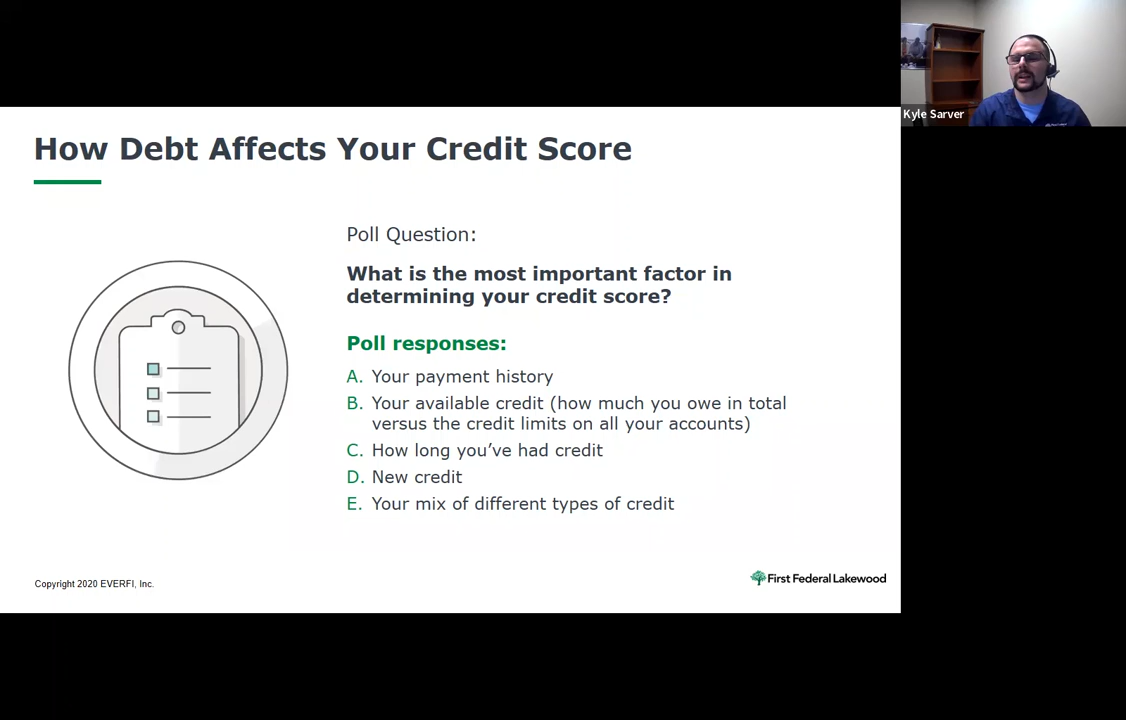 Kyle Sarver
How Debt Affects Your Credit Score
Poll Question:
What is the most important factor in
determining your credit score?
Poll responses:
A. Your payment history
B. Your available credit (how much you owe in total
versus the credit limits on all your accounts)
C. How long you’ve had credit
D. New credit
E. Your mix of different types of credit
Copyright 2020 EVERFI, Inc.
First Federal Lakewood